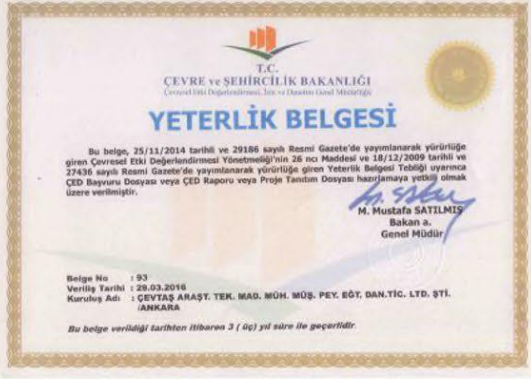 T.C.
ÇEVRE ve ŞEHİRCİLİK BAKANLIĞI
Çevresel Etki Değerlendirmesi, İzin ve Denetim Genel Müdürlüğü
YETERLİK BELGESİ
Bu belge, 25/11/2014 tarihli ve 29186 sayılı Resmi Gazete'de yayımlanarak yürürlüğe
giren Çevresel Etki Değerlendirmesi Yönetmeliği'nin 26 ncı Maddesi ve 18/12/2009 tarihli ve
27436 sayılı Resmi Gazete'de yayımlanarak yürürlüğe giren Yeterlik Belgesi Tebliği uyarınca
ÇED Başvuru Dosyası veya ÇED Raporu veya Proje Tanıtım Dosyası hazırlamaya yetkili olmak
üzere verilmiştir.
M. Mustafa SATILMIŞ
Bakan a.
Genel Müdür
Belge No : 93
Veriliş Tarihi : 28.03.2016
Kuruluş Adı : ÇEVTAŞ ARAŞT. TEK. MAD. MÜH. MÜŞ. PEY. EĞT, DAN.TİC. LTD. ŞTİ.
/ANKARA
Bu belge verildiği tarihten itibaren 3 ( üç) yıl süre ile geçerlidir.